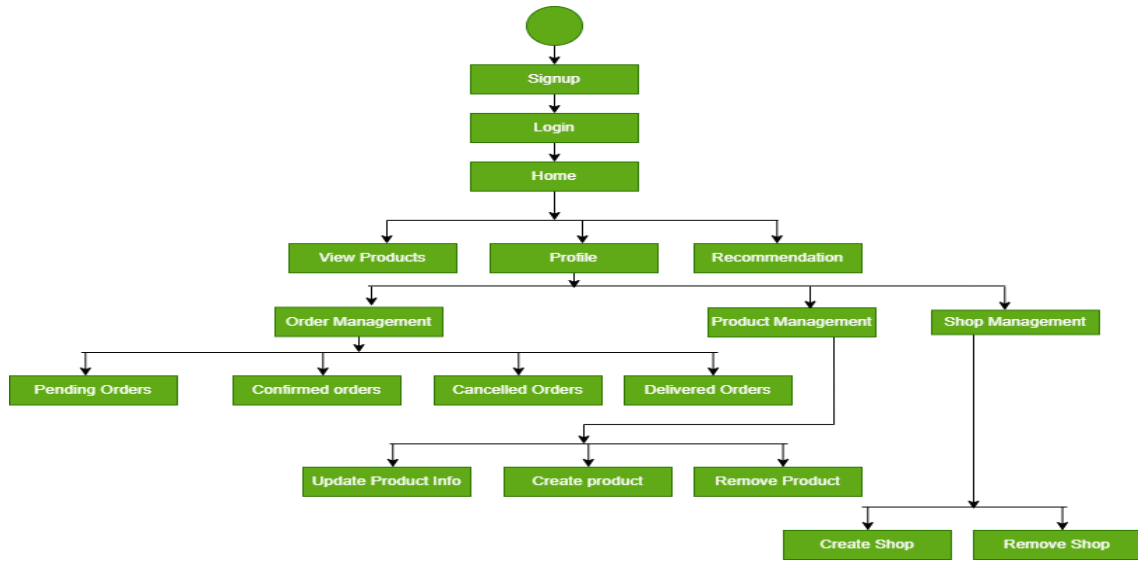 Signup
Login
Home
View Products
Profile
Recommendation
Order Management
Product Management
Shop Management
Pending Orders
Confirmed orders
Cancelled Orders
Delivered Orders
Update Product Info
Create product
Remove Product
Create Shop
Remove Shop